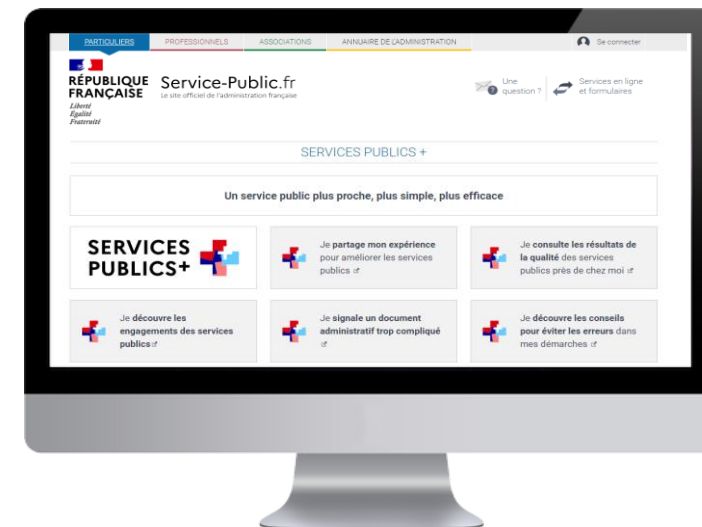 PARTICULIERS PROFESSIONNELS ASSOCIATIONS ANNUAIRE DE L'ADMINISTRATION Se connecter
RÉPUBLIQUE
FRANÇAISE
Liberté
Égalité
Fraternité
Service-Public.fr
Le site officiel de l'administration française
Une
question ?
Services en ligne
et formulaires
SERVICES PUBLICS +
Un service public plus proche, plus simple, plus efficace
SERVICES
PUBLICS+
Je partage mon expérience
pour améliorer les services
publics
Je consulte les résultats de
la qualité des services
publics près de chez moi
Je découvre les
engagements des services
publics
Je signale un document
administratif trop compliqué
Je découvre les conseils
pour éviter les erreurs dans
mes démarches